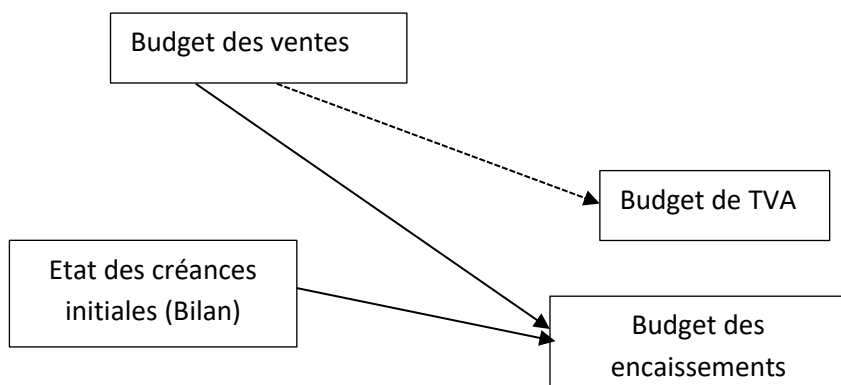 Budget des ventes
Budget de TVA
Etat des créances
initiales (Bilan)
Budget des
encaissements